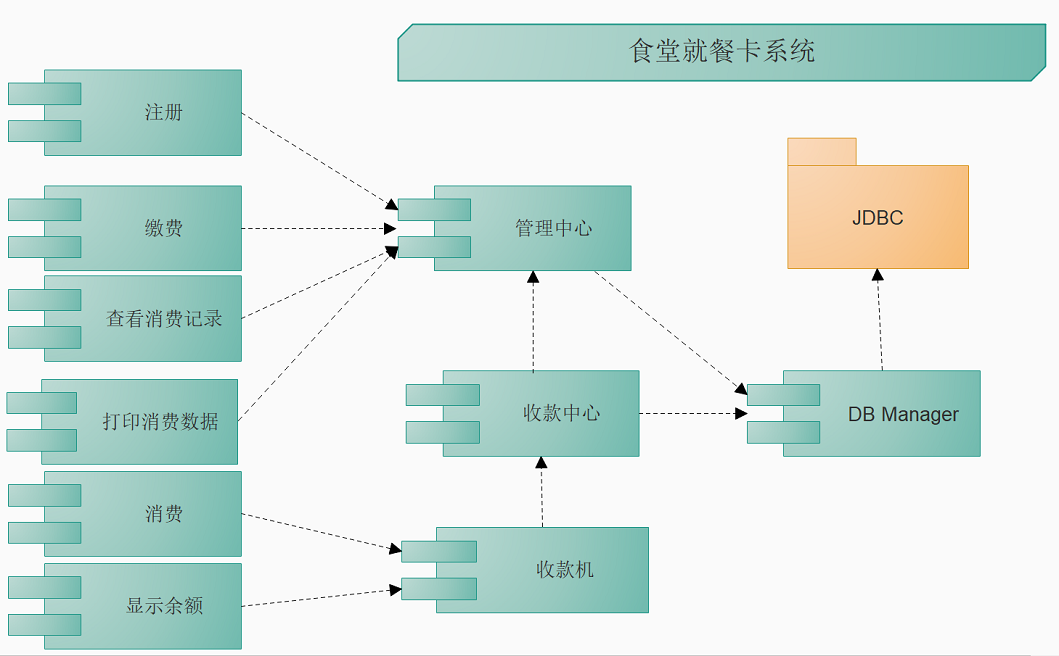 食堂就餐卡系统
注册
缴费
管理中心
JDBC
查看消费记录
打印消费数据
收款中心
DB Manager
消费
收款机
显示余额